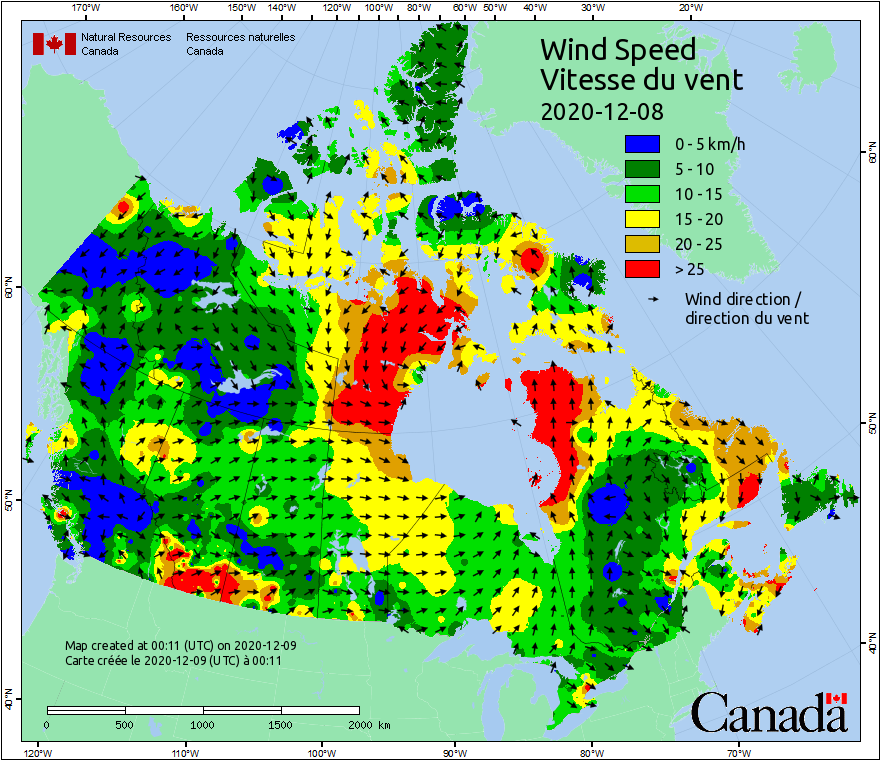 170°W 160°W 150°W 140°W 120°W 100°W 80°W 60°W 50°W 40°W 30°W 20°W
Natural Resources Canada
Ressources naturelles Canada
Wind Speed
Vitesse du vent
2020-12-08
0 - 5 km/h
5 - 10
10 - 15
15 - 20
20 - 25
> 25
Wind direction /
direction du vent
60°N
50°N
40°N
60°N
50°N
40°N
Map created at 00:11 (UTC) on 2020-12-09
Carte créée le 2020-12-09 (UTC) à 00:11
0 500 1000 1500 2000 km
Canada
120°W 110°W 100°W 90°W 80°W 70°W